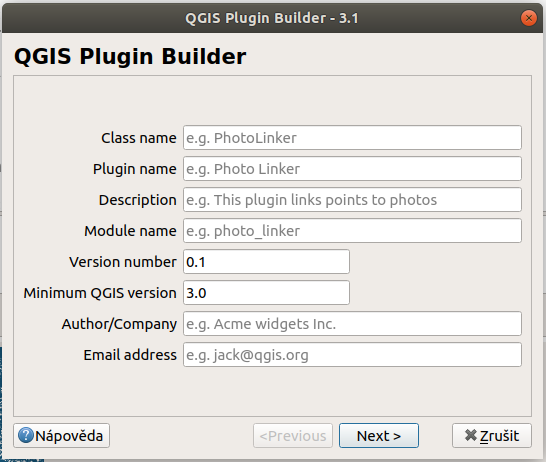 QGIS Plugin Builder - 3.1
QGIS Plugin Builder
Class name e.g. PhotoLinker
Plugin name e.g. Photo Linker
Description e.g. This plugin links points to photos
Module name e.g. photo_linker
Version number 0.1
Minimum QGIS version 3.0
Author/Company e.g. Acme widgets Inc.
Email address e.g. jack@qgis.org
Nápověda <Previous Next > Zrušit